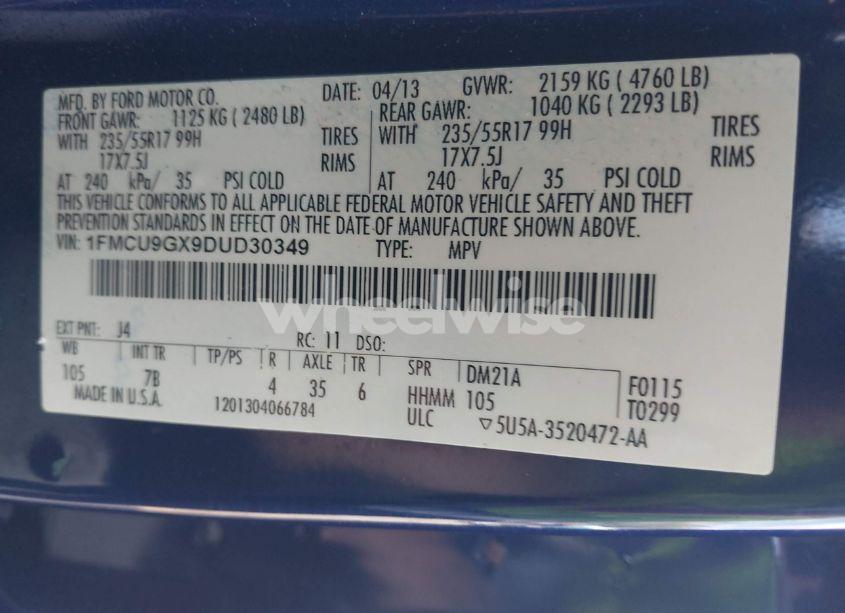 MFD. BY FORD MOTOR CO. DATE: 04/13 GVWR: 2159 KG ( 4760 LB)
FRONT GAWR: 1125 KG ( 2480 LB) REAR GAWR: 1040 KG ( 2293 LB)
WITH 235/55R17 99H TIRES WITH 235/55R17 99H TIRES
17X7.5J RIMS 17X7.5J RIMS
AT 240 kPa/ 35 PSI COLD AT 240 kPa/ 35 PSI COLD
THIS VEHICLE CONFORMS TO ALL APPLICABLE FEDERAL MOTOR VEHICLE SAFETY AND THEFT
PREVENTION STANDARDS IN EFFECT ON THE DATE OF MANUFACTURE SHOWN ABOVE.
VIN: 1FMCU9GX9DUD30349 TYPE: MPV
wheelwise
EXT PNT: J4 RC: 11 DSO:
WB INT TR TP/PS R AXLE TR SPR DM21A F0115
105 7B 4 35 6 HHMM 105 T0299
MADE IN U.S.A. 1201304066784 ULC ▽5U5A-3520472-AA